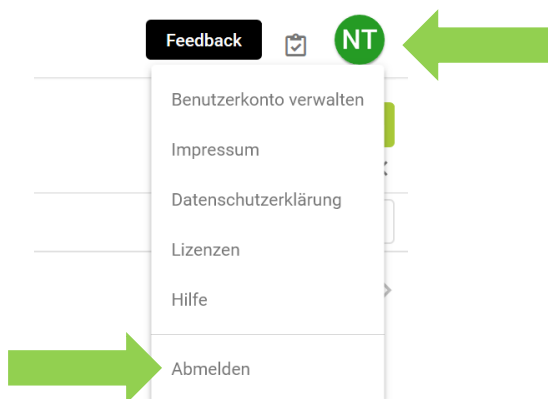 Feedback
NT
Benutzerkonto verwalten
Impressum
Datenschutzerklärung
Lizenzen
Hilfe
Abmelden